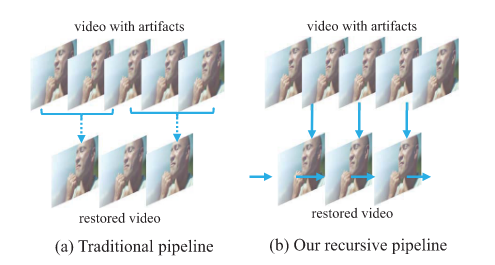 video with artifacts
restored video
(a) Traditional pipeline
video with artifacts
restored video
(b) Our recursive pipeline